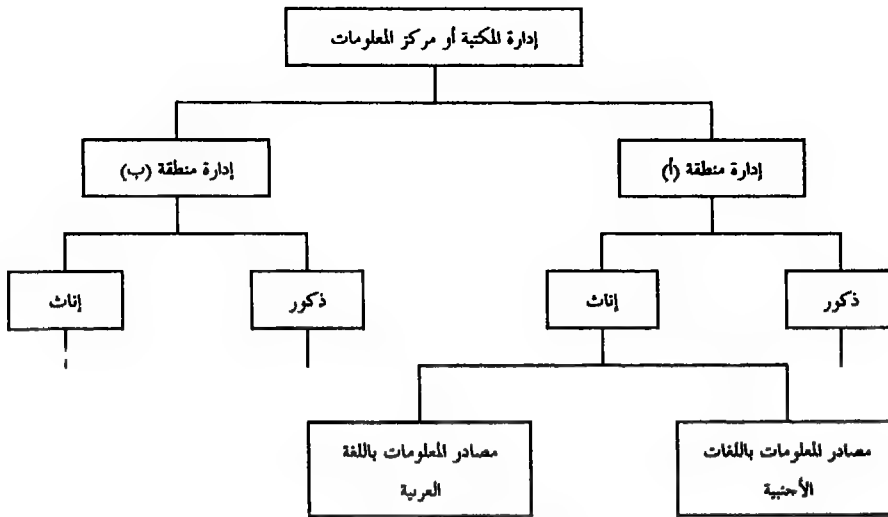 إدارة المكتبة أو مركز المعلومات
إدارة منطقة (أ)
إدارة منطقة (ب)
ذكور
إناث
ذكور
إناث
مصادر المعلومات باللغات
الأجنبية
مصادر المعلومات باللغة
العربية